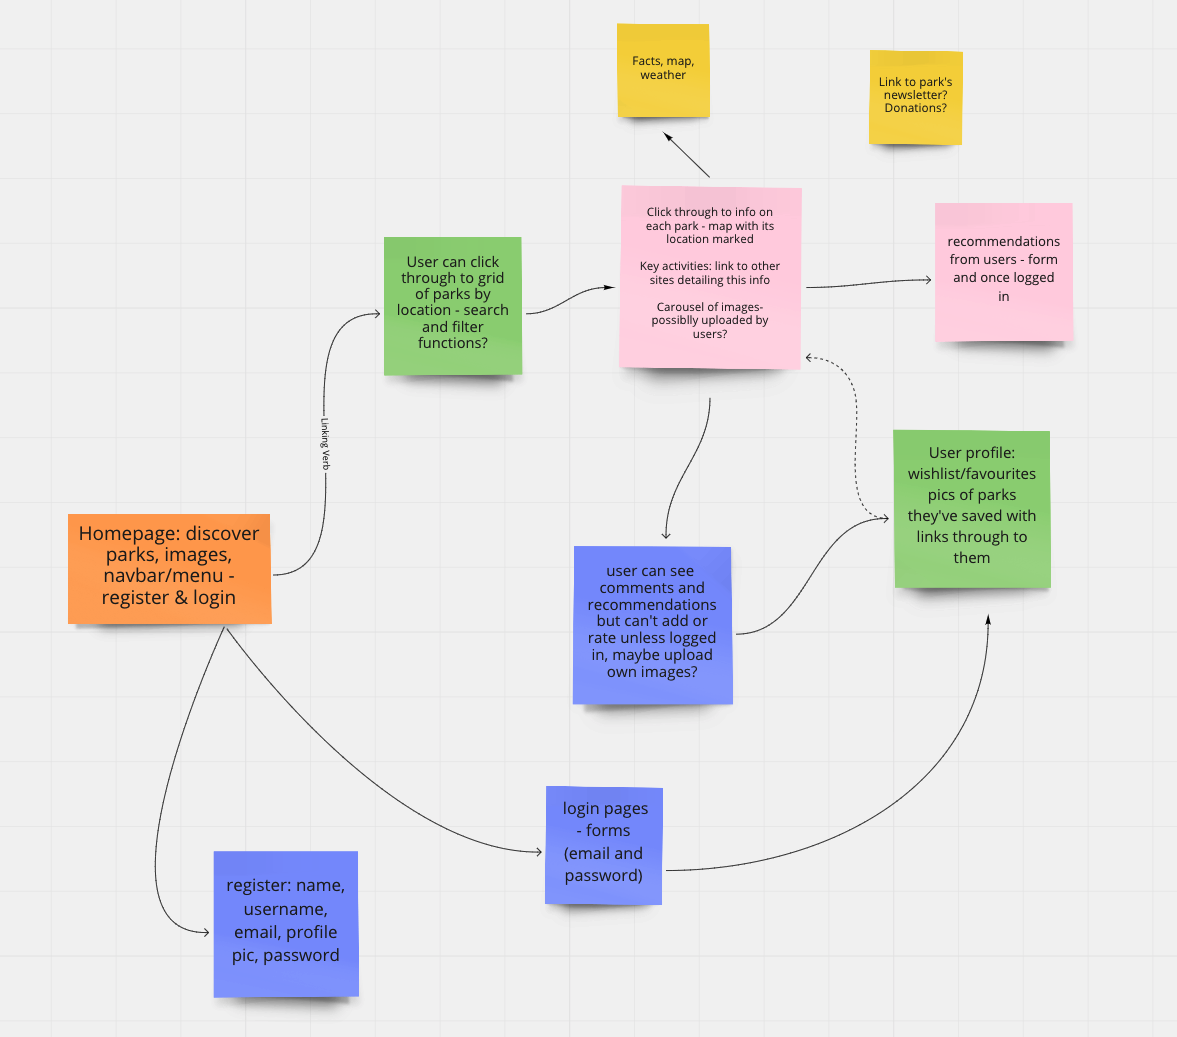 Facts, map,
weather
Link to park's
newsletter?
Donations?
Click through to info on
each park - map with its
location marked
Key activities: link to other
sites detailing this info
Carousel of images-
possiblly uploaded by
users?
recommendations
from users - form
and once logged
in
User can click
through to grid
of parks by
location - search
and filter
functions?
Linking Verb
User profile:
wishlist/favourites
pics of parks
they've saved with
links through to
them
Homepage: discover
parks, images,
navbar/menu -
register & login
user can see
comments and
recommendations
but can't add or
rate unless logged
in, maybe upload
own images?
login pages
- forms
(email and
password)
register: name,
username,
email, profile
pic, password